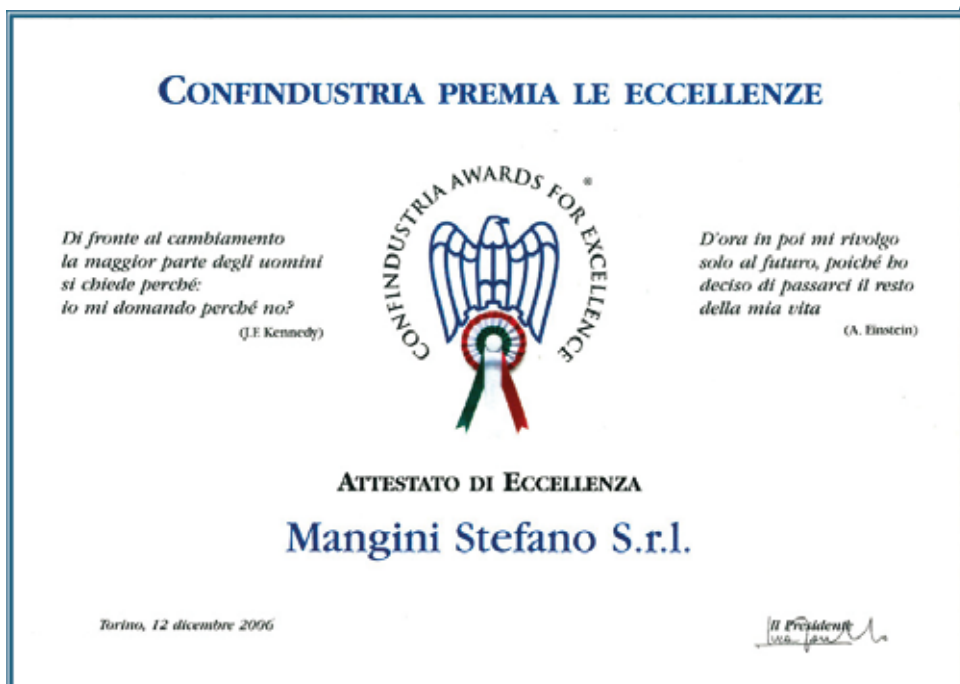 CONFINDUSTRIA PREMIA LE ECCELLENZE
CONFINDUSTRIA AWARDS FOR EXCELLENCE ®
Di fronte al cambiamento
la maggior parte degli uomini
si chiede perché:
io mi domando perché no?
(J.F. Kennedy)
D'ora in poi mi rivolgo
solo al futuro, poiché ho
deciso di passarci il resto
della mia vita
(A. Einstein)
ATTESTATO DI ECCELLENZA
Mangini Stefano S.r.l.
Torino, 12 dicembre 2006
Il Presidente